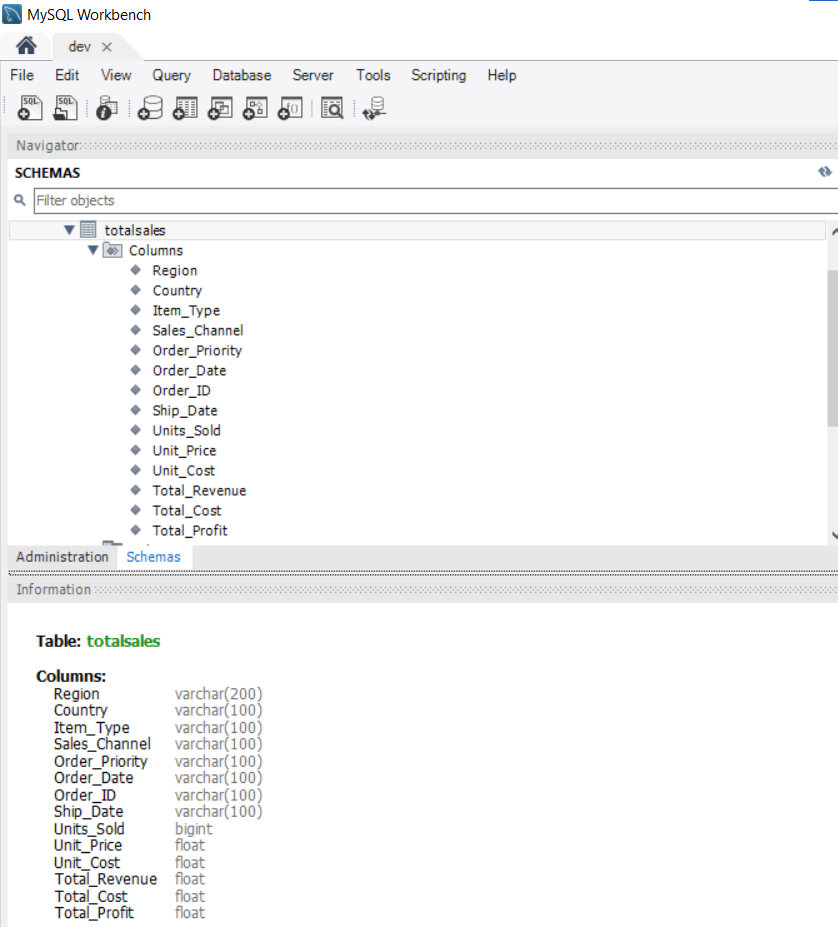 MySQL Workbench
dev
File Edit View Query Database Server Tools Scripting Help
SQL SQL
Navigator
SCHEMAS
Filter objects
totalsales
Columns
Region
Country
Item_Type
Sales_Channel
Order_Priority
Order_Date
Order_ID
Ship_Date
Units_Sold
Unit_Price
Unit_Cost
Total_Revenue
Total_Cost
Total_Profit
Administration Schemas
Information
Table: totalsales
Columns:
Region varchar(200)
Country varchar(100)
Item_Type varchar(100)
Sales_Channel varchar(100)
Order_Priority varchar(100)
Order_Date varchar(100)
Order_ID varchar(100)
Ship_Date varchar(100)
Units_Sold bigint
Unit_Price float
Unit_Cost float
Total_Revenue float
Total_Cost float
Total_Profit float